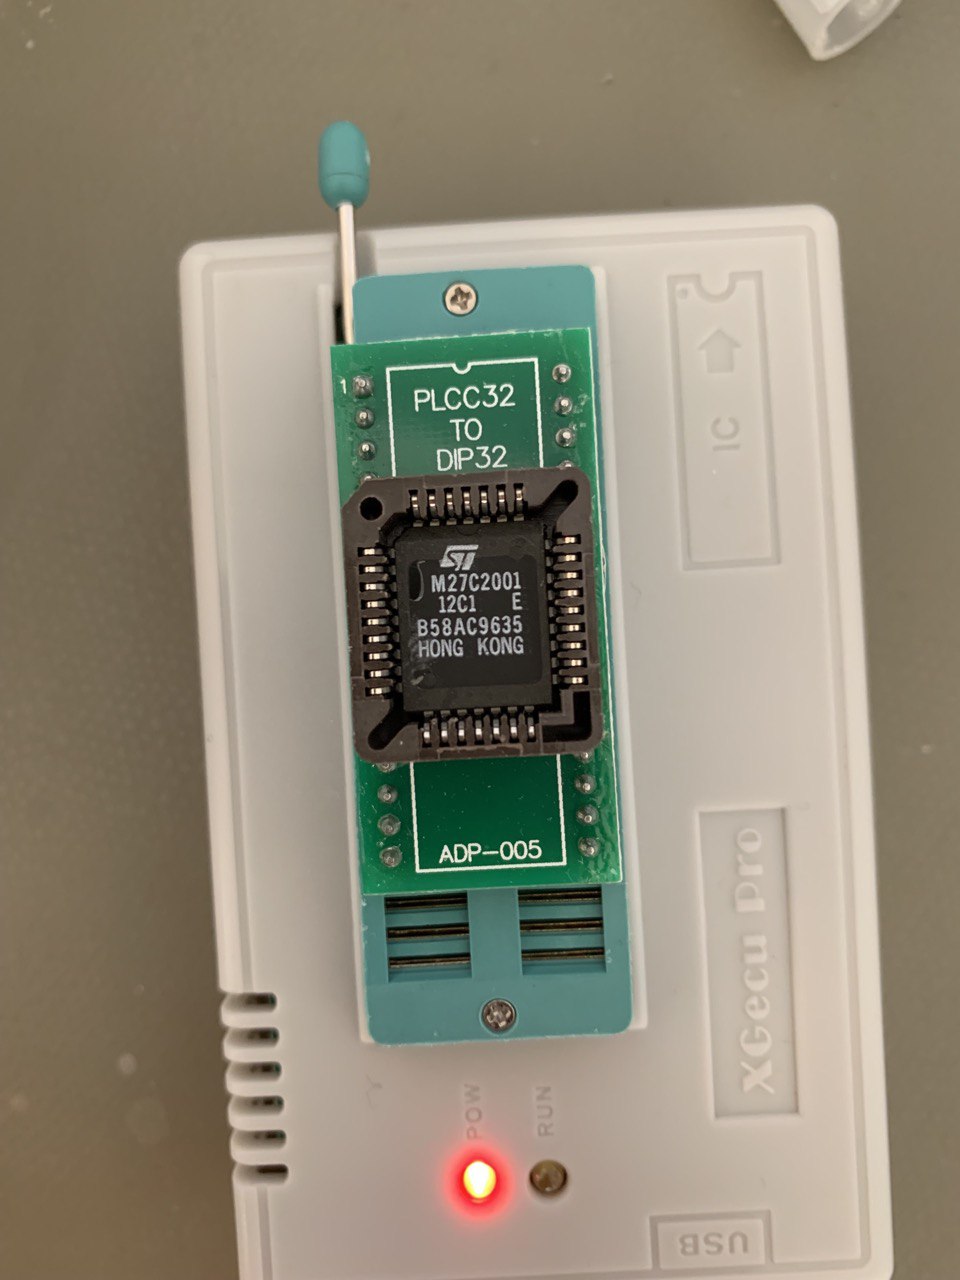 1
PLCC32
TO
DIP32
IC
ST
M27C2001
12C1 E
B58AC9635
HONG KONG
ADP-005
XGecu Pro
POW
RUN
USB